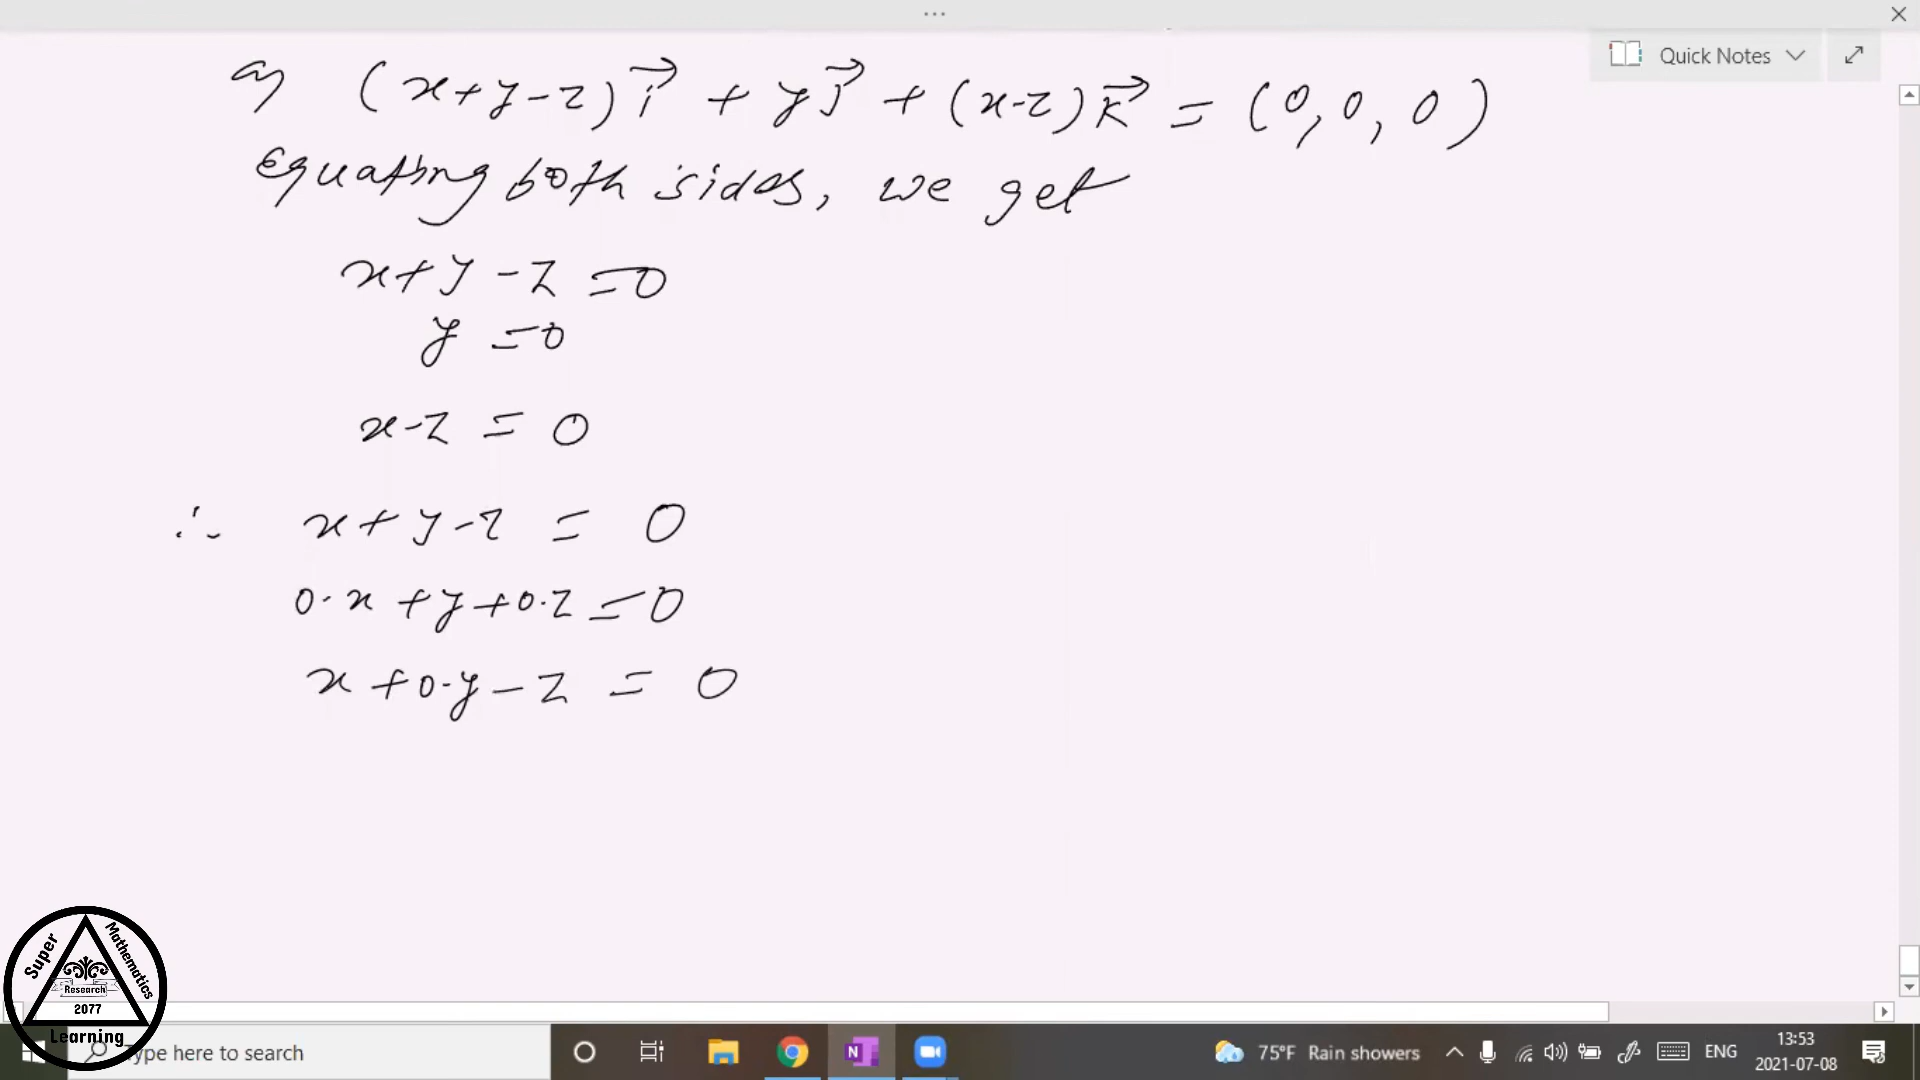 Quick Notes
or (x+y-z)i⃗ + yj⃗ + (x-z)k⃗ = (0, 0, 0)
Equating both sides, we get
x+y-z=0
y=0
x-z = 0
∴ x+y-z = 0
0·x+y+0·z=0
x+0·y-z = 0
Super Mathematics
Research
2077
Learning
Type here to search
75°F Rain showers
ENG
13:53
2021-07-08